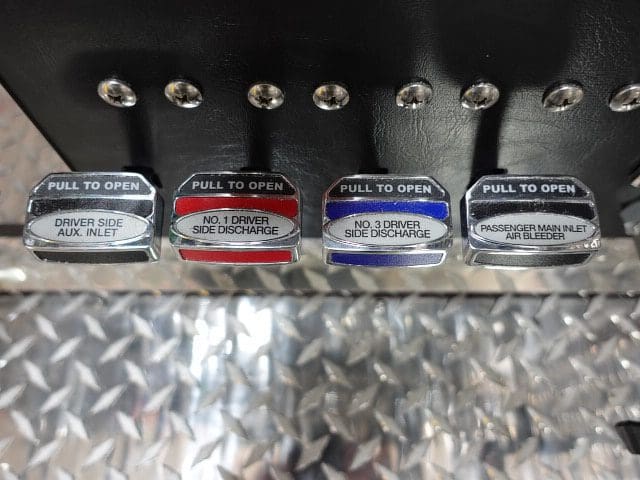 PULL TO OPEN
DRIVER SIDE
AUX. INLET
PULL TO OPEN
NO. 1 DRIVER
SIDE DISCHARGE
PULL TO OPEN
NO. 3 DRIVER
SIDE DISCHARGE
PULL TO OPEN
PASSENGER MAIN INLET
AIR BLEEDER